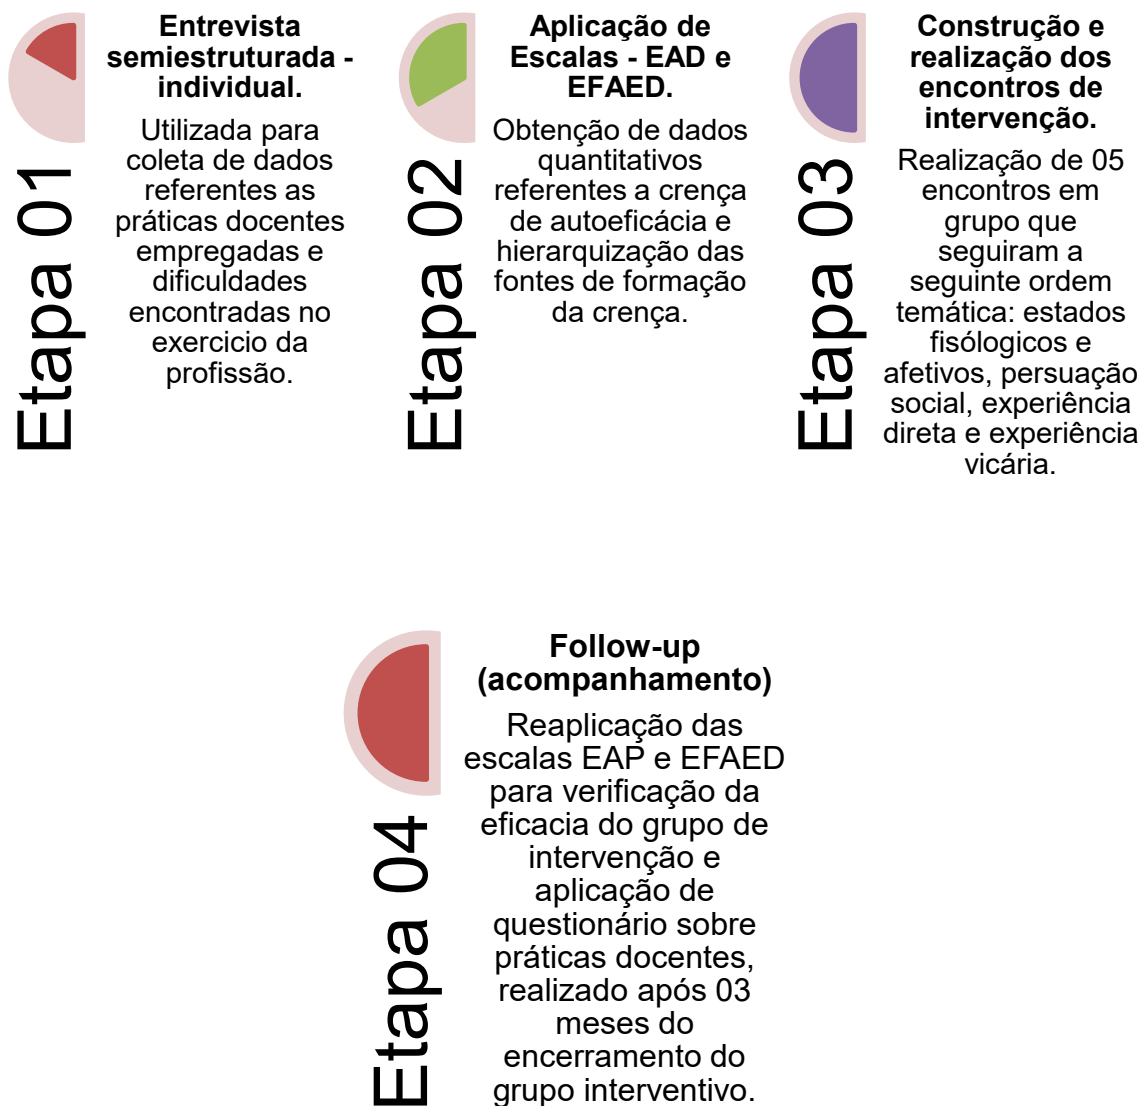 Etapa 01
Entrevista
semiestruturada -
individual.
Utilizada para
coleta de dados
referentes as
práticas docentes
empregadas e
dificuldades
encontradas no
exercicio da
profissão.
Etapa 02
Aplicação de
Escalas - EAD e
EFAED.
Obtenção de dados
quantitativos
referentes a crença
de autoeficácia e
hierarquização das
fontes de formação
da crença.
Etapa 03
Construção e
realização dos
encontros de
intervenção.
Realização de 05
encontros em
grupo que
seguiram a
seguinte ordem
temática: estados
fisólogicos e
afetivos, persuação
social, experiência
direta e experiência
vicária.
Etapa 04
Follow-up
(acompanhamento)
Reaplicação das
escalas EAP e EFAED
para verificação da
eficacia do grupo de
intervenção e
aplicação de
questionário sobre
práticas docentes,
realizado após 03
meses do
encerramento do
grupo interventivo.